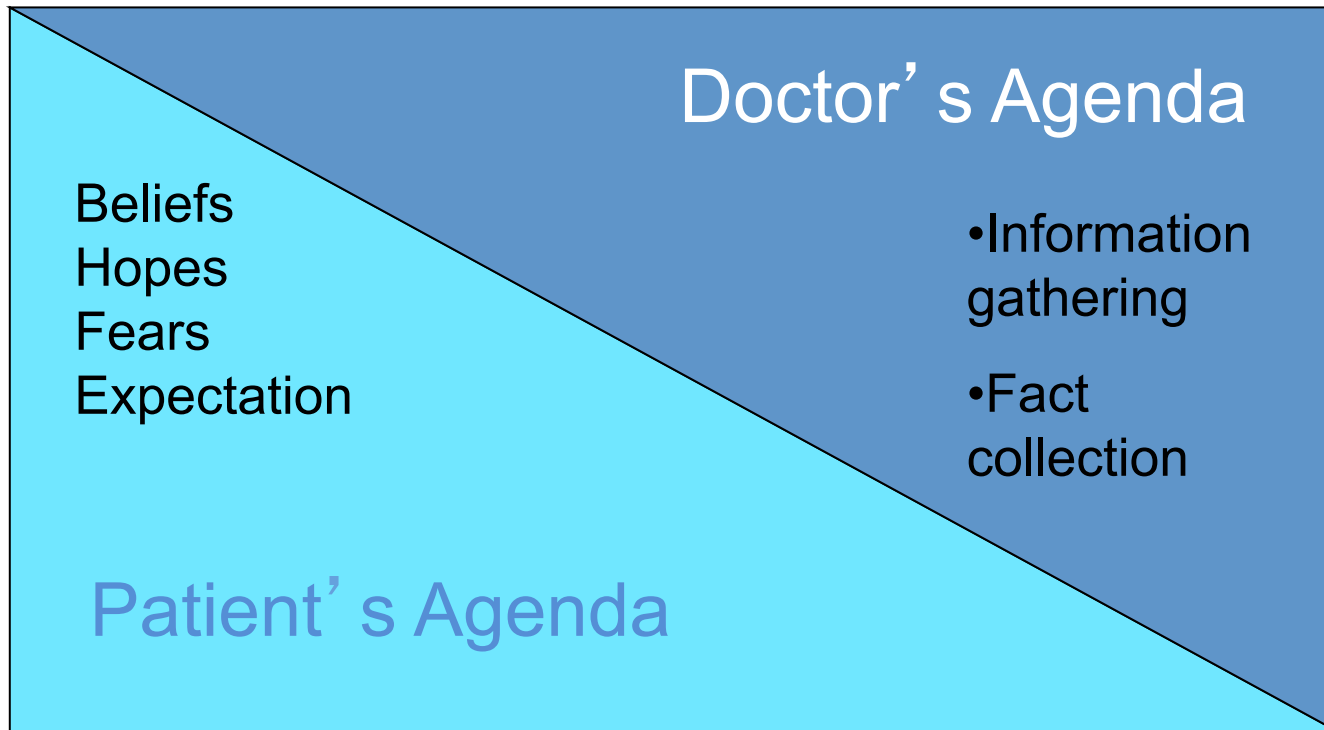 Doctor’s Agenda
Beliefs
Hopes
Fears
Expectation
•Information
gathering
•Fact
collection
Patient’s Agenda